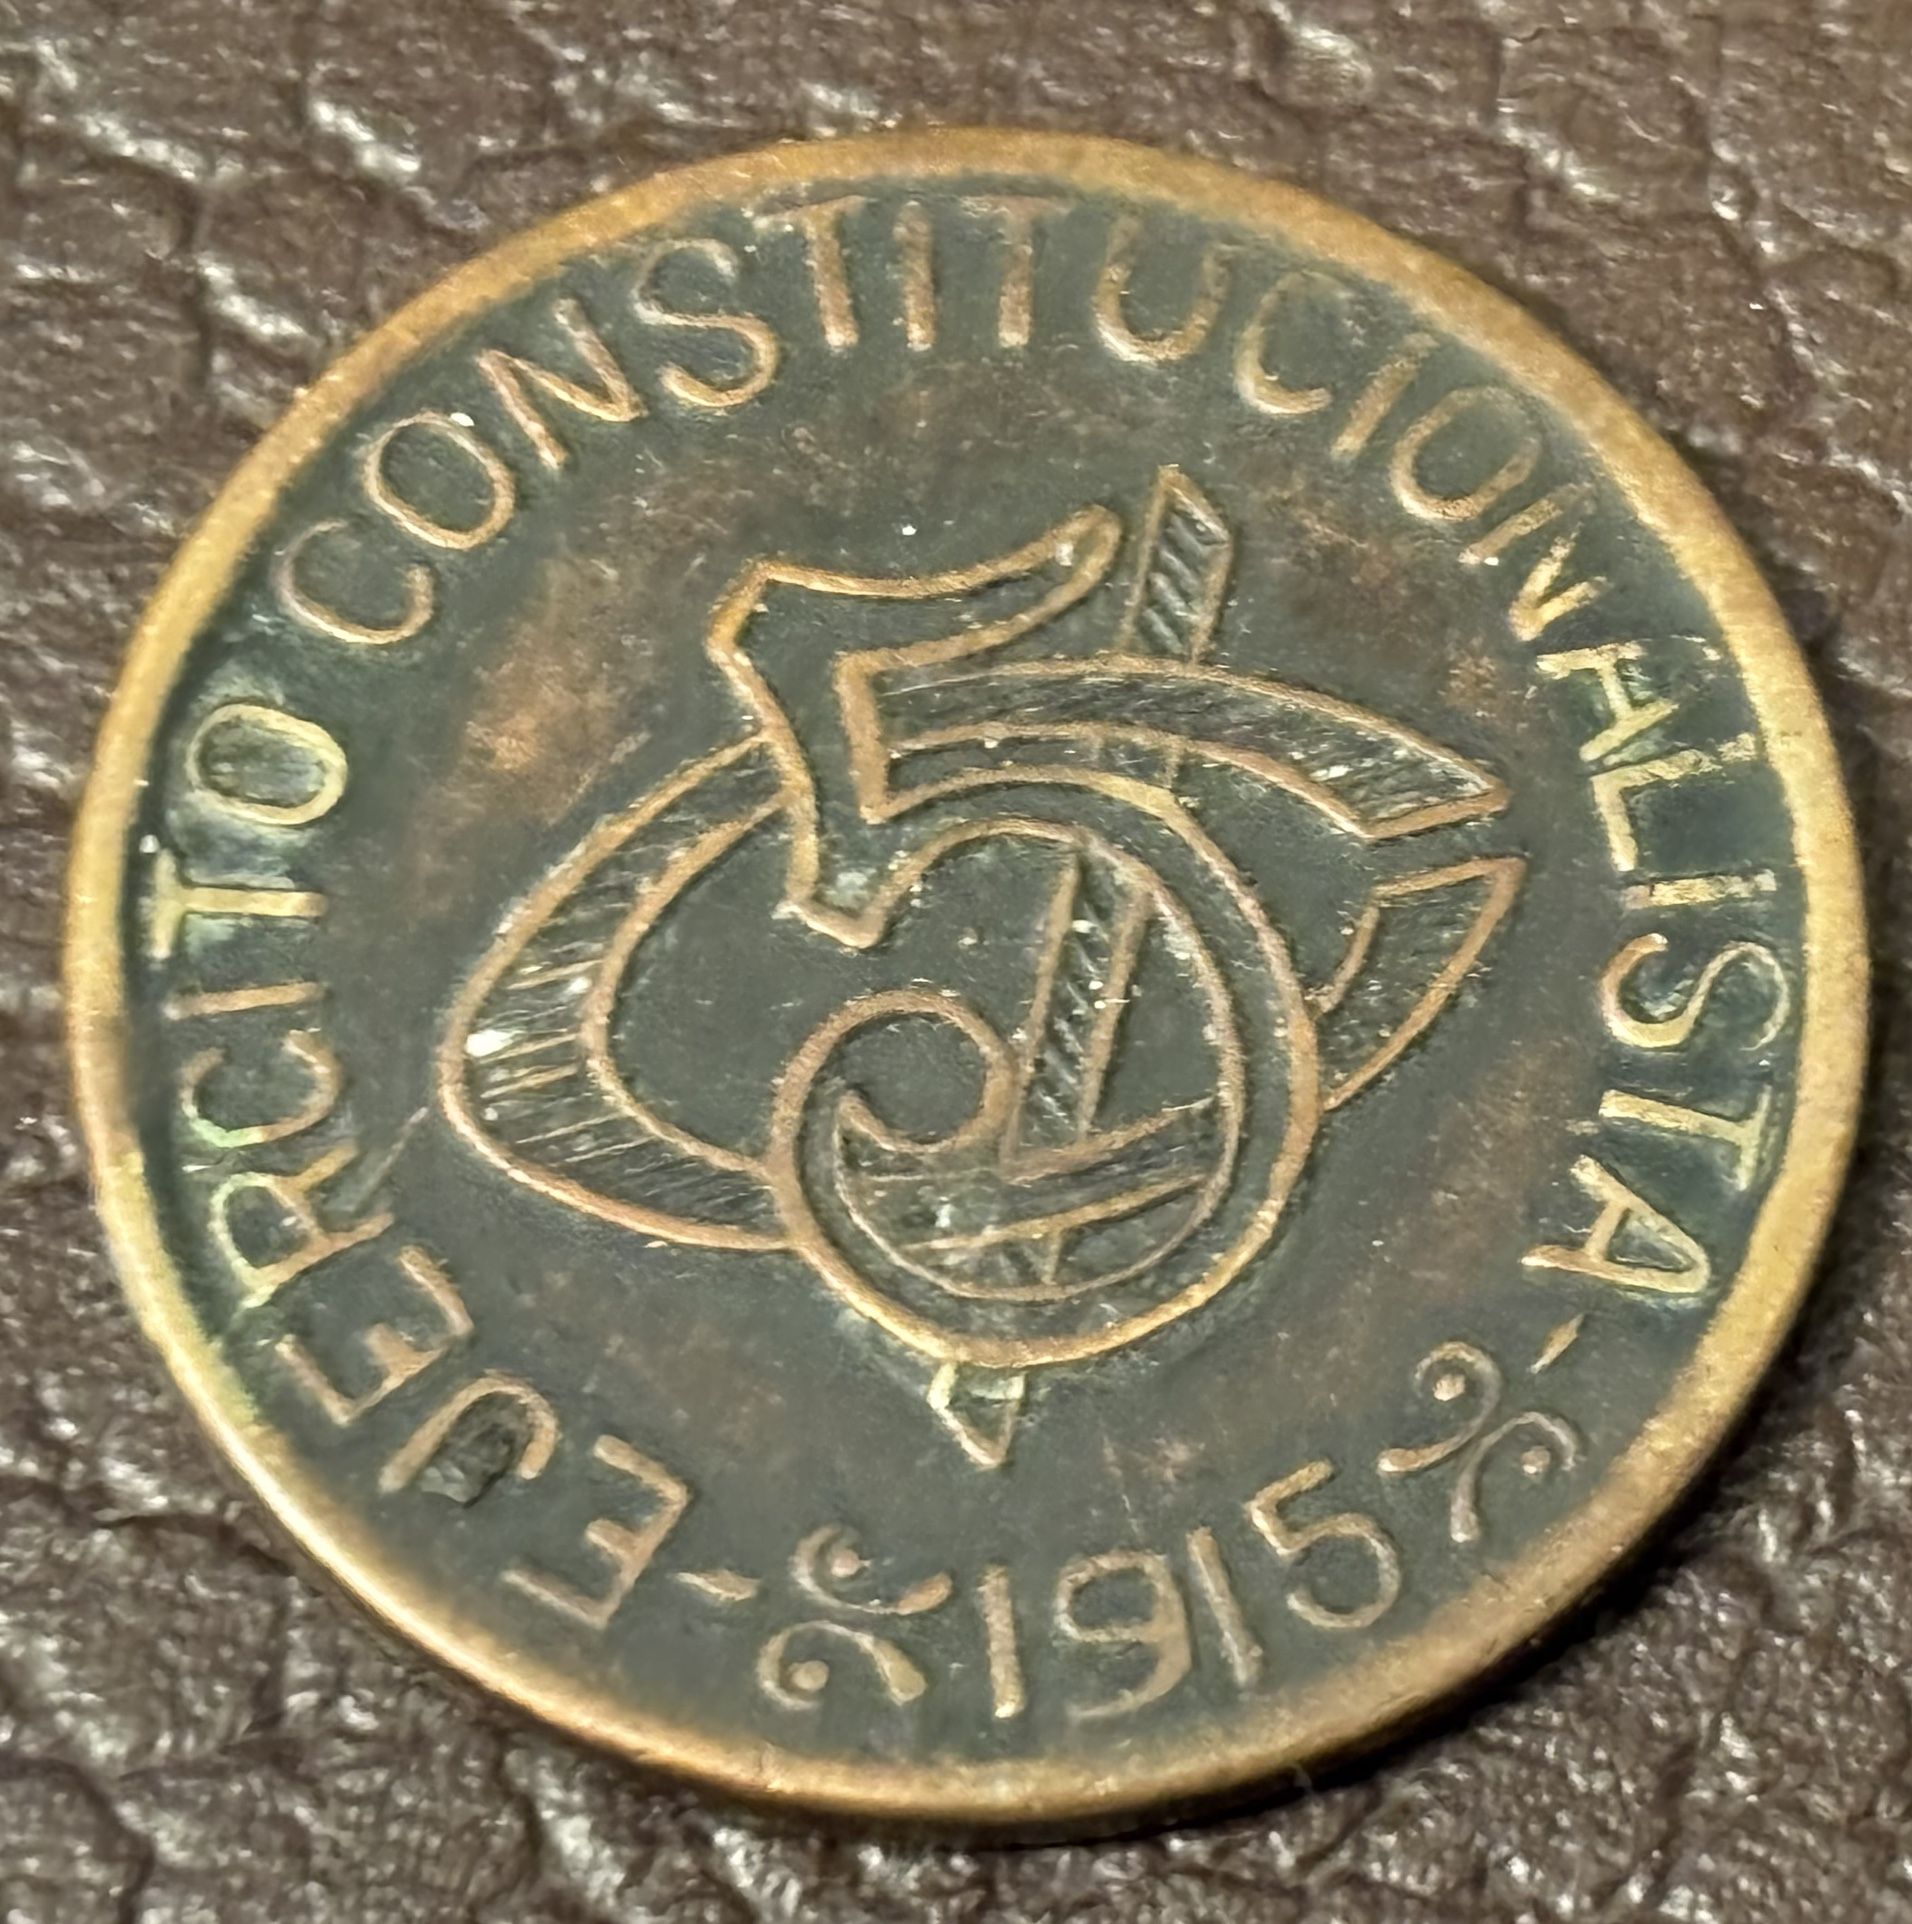 -EJERCITO CONSTITUCIONALISTA-
5¢
1915